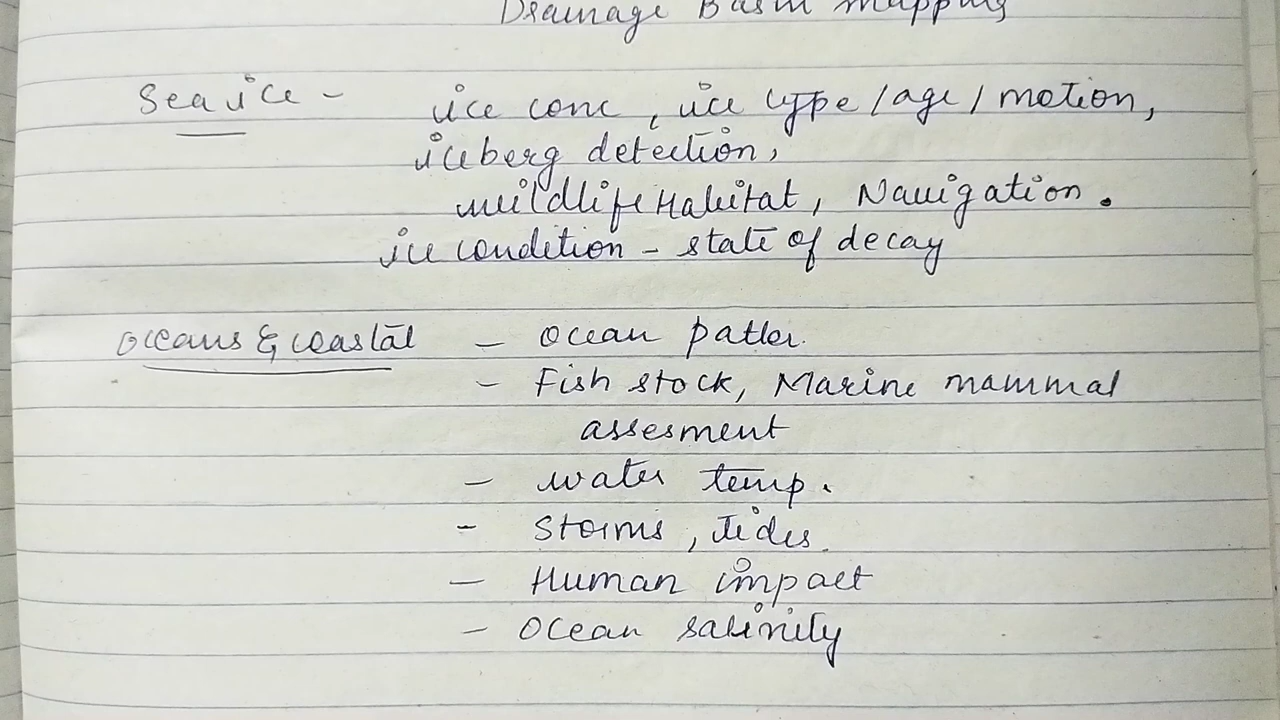 Drainage Basin mapping
Sea ice - ice conc, ice type/age/motion,
iceberg detection,
wildlife Habitat, Navigation.
ice condition - state of decay
Oceans & coastal - Ocean patter.
- Fish stock, Marine mammal
assesment
- water temp.
- Storms, Tides.
- Human impact
- Ocean salinity